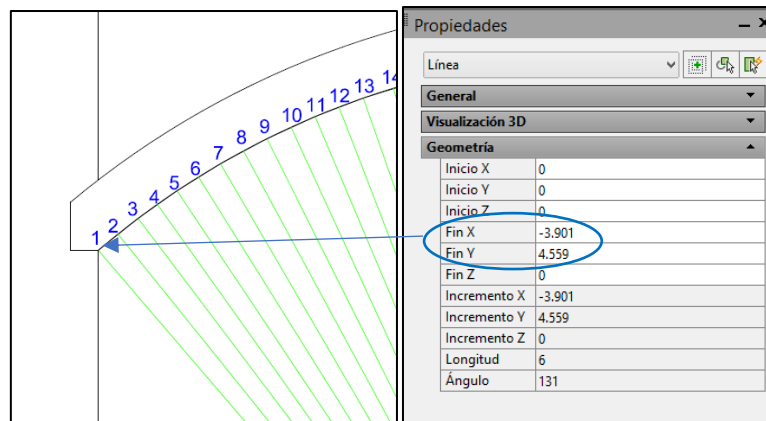 1 2 3 4 5 6 7 8 9 10 11 12 13 14
Propiedades
Línea
General
Visualización 3D
Geometría
Inicio X 0
Inicio Y 0
Inicio Z 0
Fin X -3.901
Fin Y 4.559
Fin Z 0
Incremento X -3.901
Incremento Y 4.559
Incremento Z 0
Longitud 6
Ángulo 131